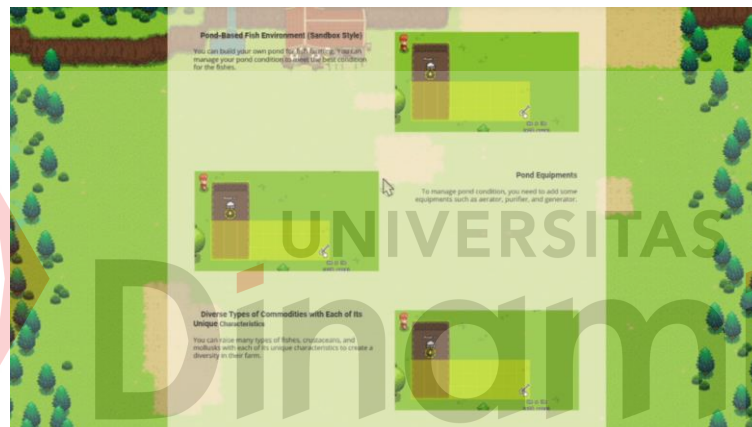 Pond-Based Fish Environment (Sandbox Style)
You can build your own pond for fish farming. You can
manage your pond condition to meet the best condition
for the fishes.
Pond Equipments
To manage pond condition, you need to add some
equipments such as aerator, purifier, and generator.
UNIVERSITAS
Dinam
Diverse Types of Commodities with Each of Its
Unique Characteristics
You can raise many types of fishes, crustaceans, and
mollusks with each of its unique characteristics to create a
diversity in their farm.